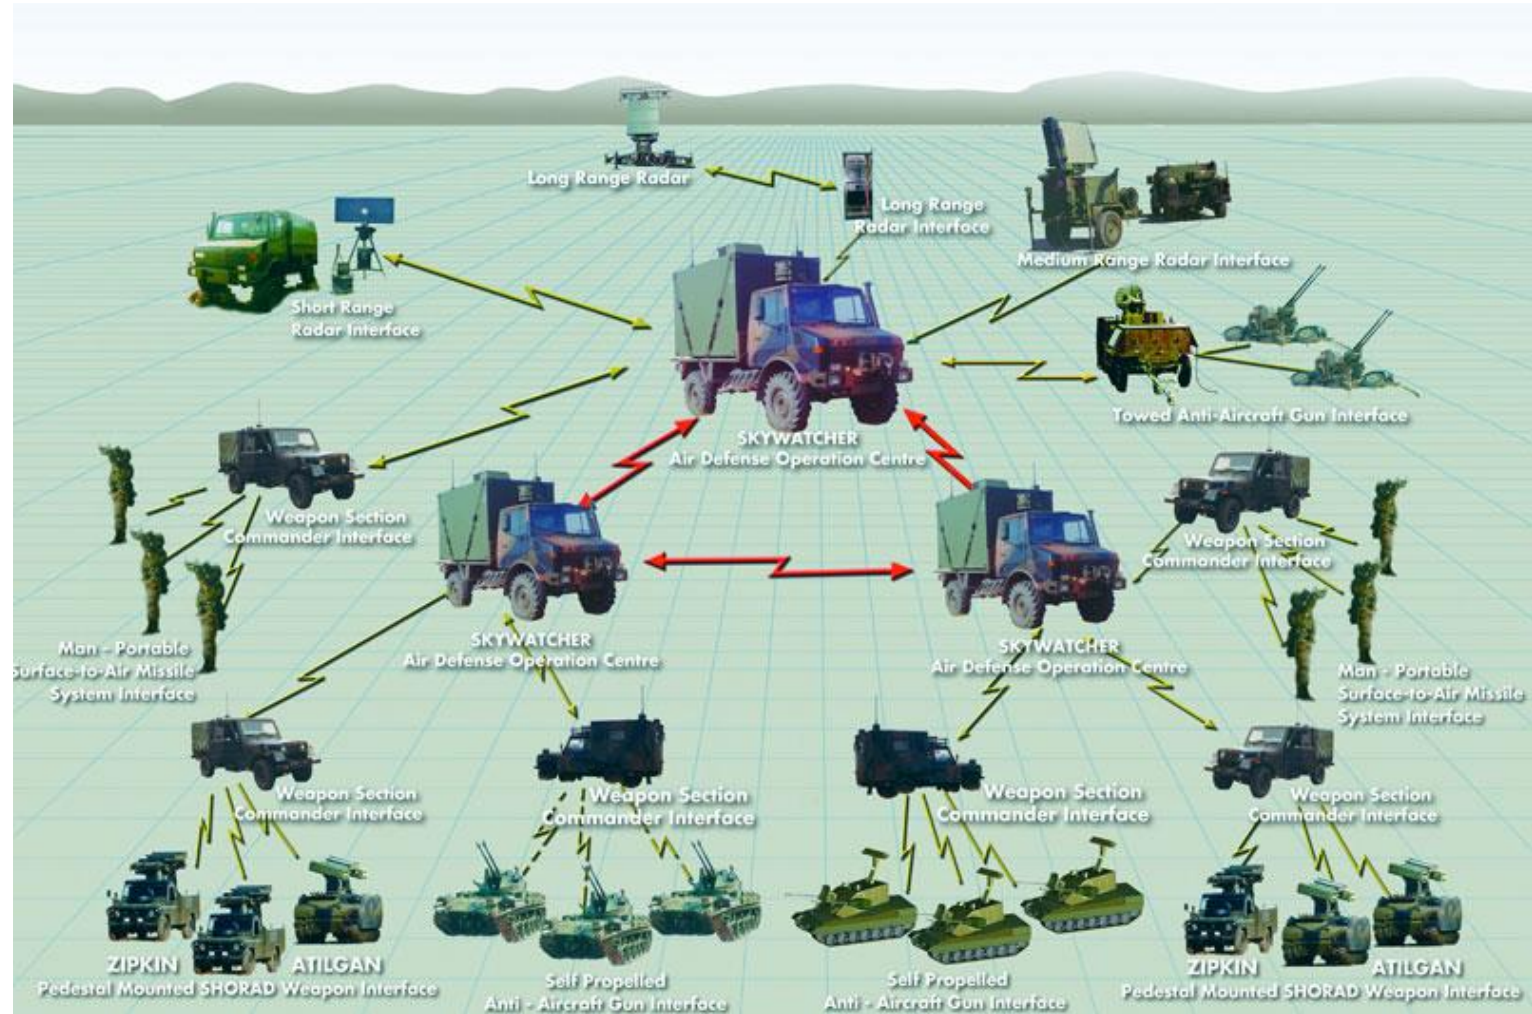 Long Range Radar
Long Range
Radar Interface
Medium Range Radar Interface
Short Range
Radar Interface
Towed Anti-Aircraft Gun Interface
SKYWATCHER
Air Defense Operation Centre
Weapon Section
Commander Interface
Weapon Section
Commander Interface
Man - Portable
Surface-to-Air Missile
System Interface
SKYWATCHER
Air Defense Operation Centre
SKYWATCHER
Air Defense Operation Centre
Man - Portable
Surface-to-Air Missile
System Interface
Weapon Section
Commander Interface
Weapon Section
Commander Interface
Weapon Section
Commander Interface
Weapon Section
Commander Interface
ZIPKIN ATILGAN
Pedestal Mounted SHORAD Weapon Interface
Self Propelled
Anti - Aircraft Gun Interface
Self Propelled
Anti - Aircraft Gun Interface
ZIPKIN ATILGAN
Pedestal Mounted SHORAD Weapon Interface